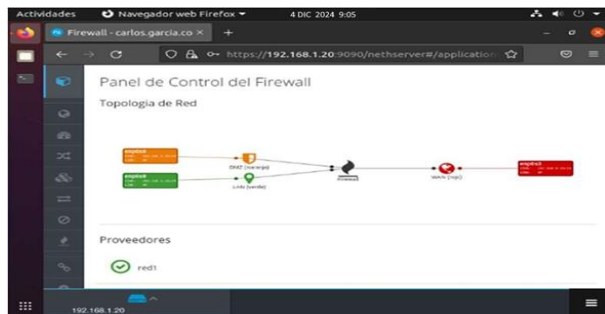 Actividades Navegador web Firefox 4 DIC 2024 9:05
Firewall - carlos.garcia.co × +
https://192.168.1.20:9090/nethserver#/application
Panel de Control del Firewall
Topologia de Red
DMZ (naranja)
LAN (verde)
Firewall
WAN (rojo)
Proveedores
red1
192.168.1.20